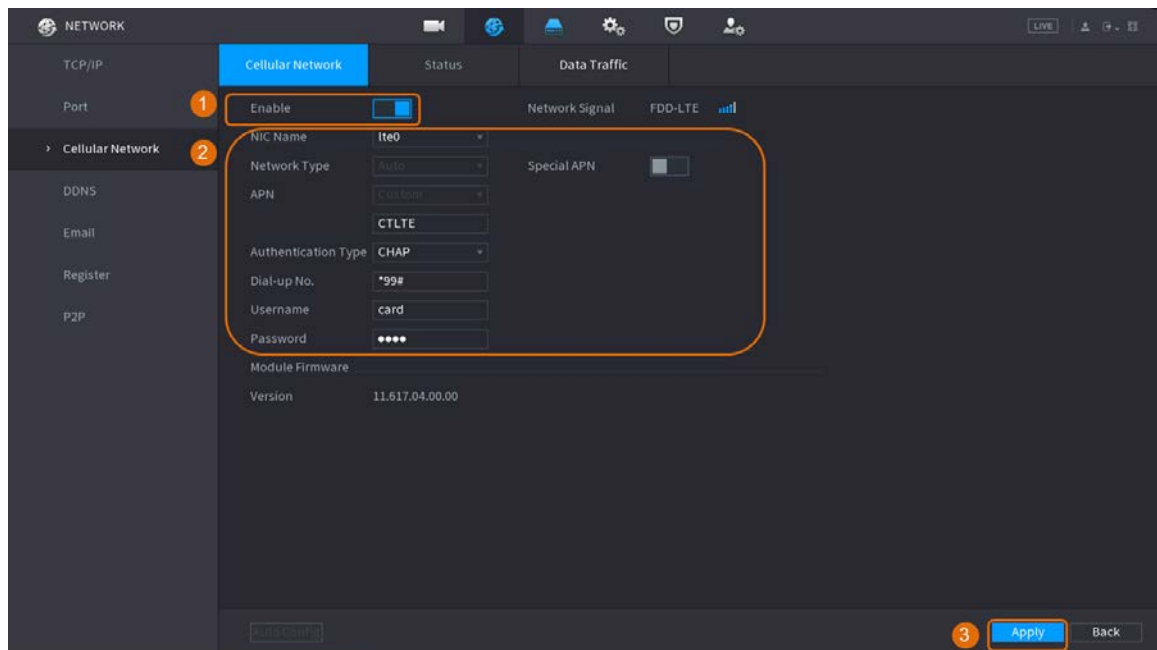 NETWORK
LIVE
TCP/IP
Port
Cellular Network
DDNS
Email
Register
P2P
Cellular Network Status Data Traffic
1
Enable Network Signal FDD-LTE
2
NIC Name lte0
Network Type Auto Special APN
APN Custom
CTLTE
Authentication Type CHAP
Dial-up No. *99#
Username card
Password ●●●●
Module Firmware
Version 11.617.04.00.00
Auto Config
3
Apply Back